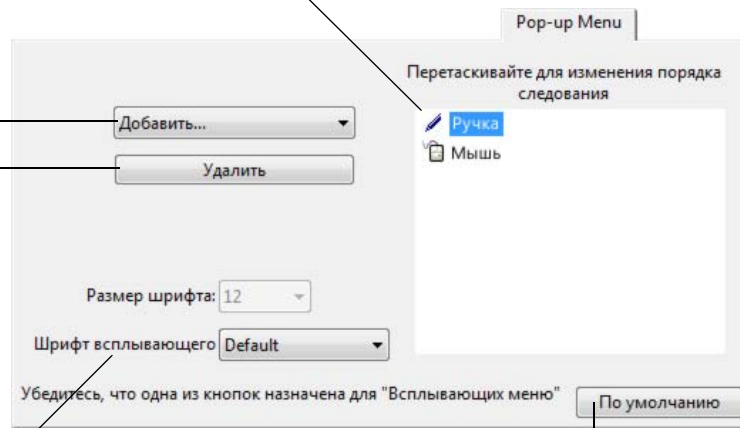 Pop-up Menu
Перетаскивайте для изменения порядка
следования
Добавить...
Удалить
Ручка
Мышь
Размер шрифта: 12
Шрифт всплывающего Default
Убедитесь, что одна из кнопок назначена для "Всплывающих меню"
По умолчанию